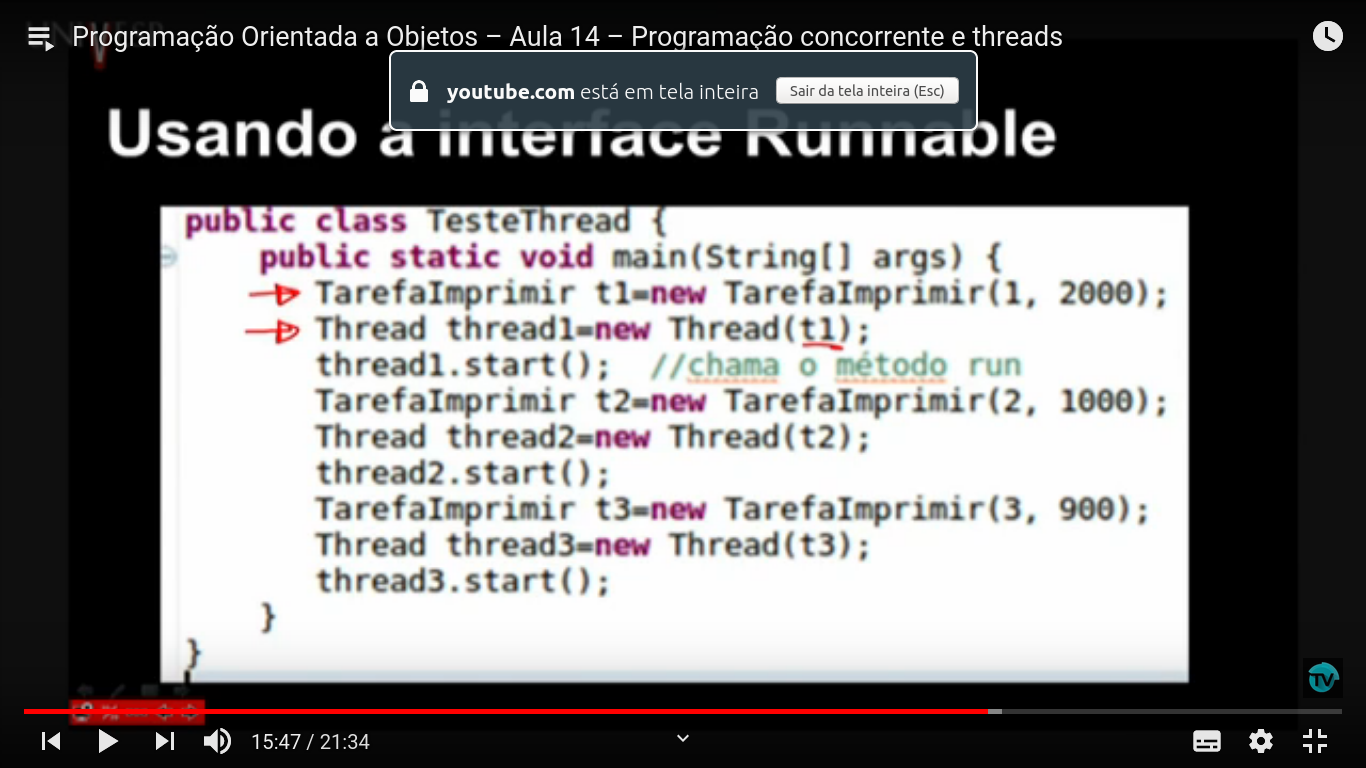 Programação Orientada a Objetos – Aula 14 – Programação concorrente e threads
youtube.com está em tela inteira
Sair da tela inteira (Esc)
Usando a interface Runnable
public class TesteThread {
public static void main(String[] args) {
TarefaImprimir t1=new TarefaImprimir(1, 2000);
Thread thread1=new Thread(t1);
thread1.start(); //chama o método run
TarefaImprimir t2=new TarefaImprimir(2, 1000);
Thread thread2=new Thread(t2);
thread2.start();
TarefaImprimir t3=new TarefaImprimir(3, 900);
Thread thread3=new Thread(t3);
thread3.start();
}
}
TV
15:47 / 21:34